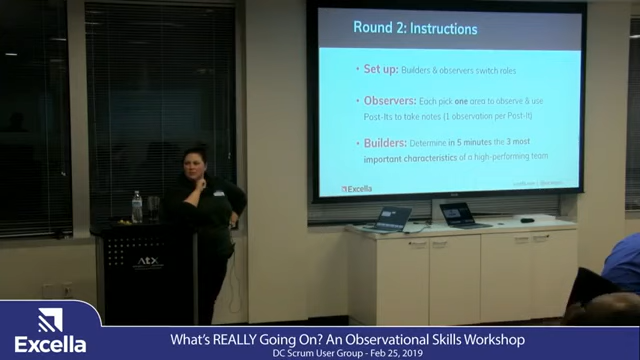 Round 2: Instructions
• Set up: Builders & observers switch roles
• Observers: Each pick one area to observe & use
Post-Its to take notes (1 observation per Post-It)
• Builders: Determine in 5 minutes the 3 most
important characteristics of a high-performing team
Excella
Atx
Excella
What's REALLY Going On? An Observational Skills Workshop
DC Scrum User Group - Feb 25, 2019